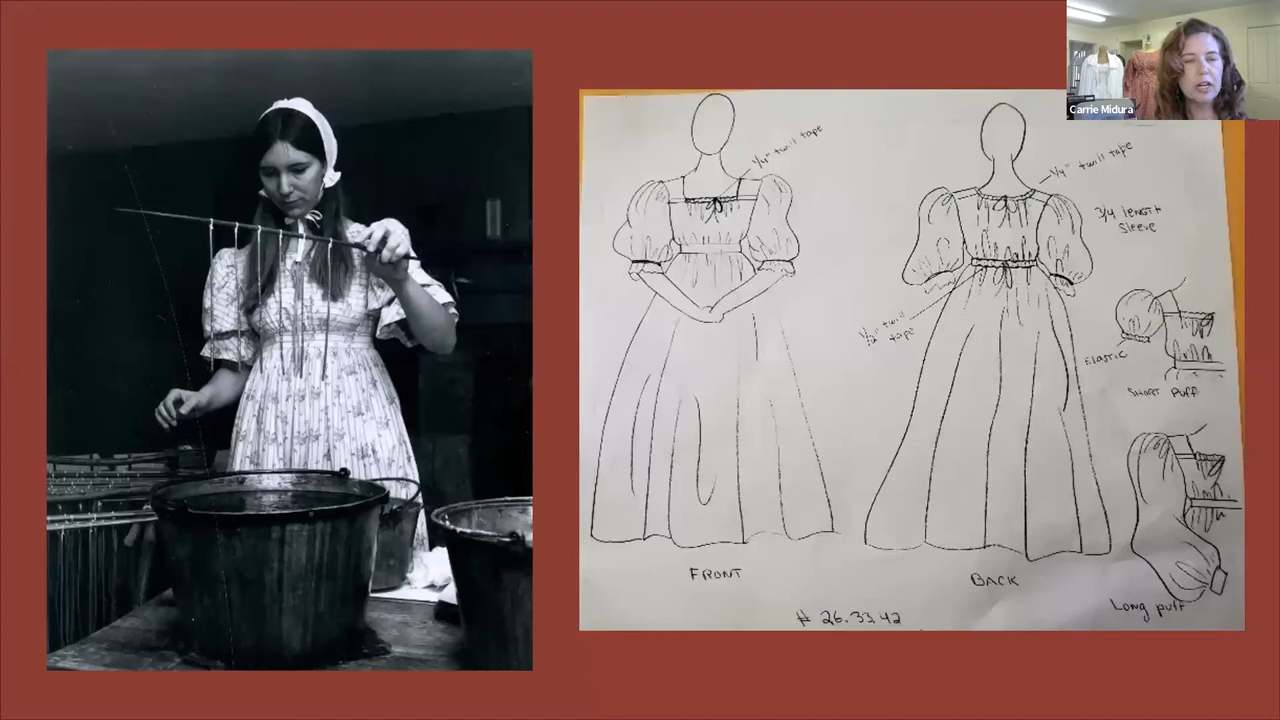 Carrie Midura
1/4" twill tape
1/4" twill tape
3/4 length
sleeve
1/2" twill
tape
Elastic
Short puff
Long puff
FRONT
BACK
# 26.33.42